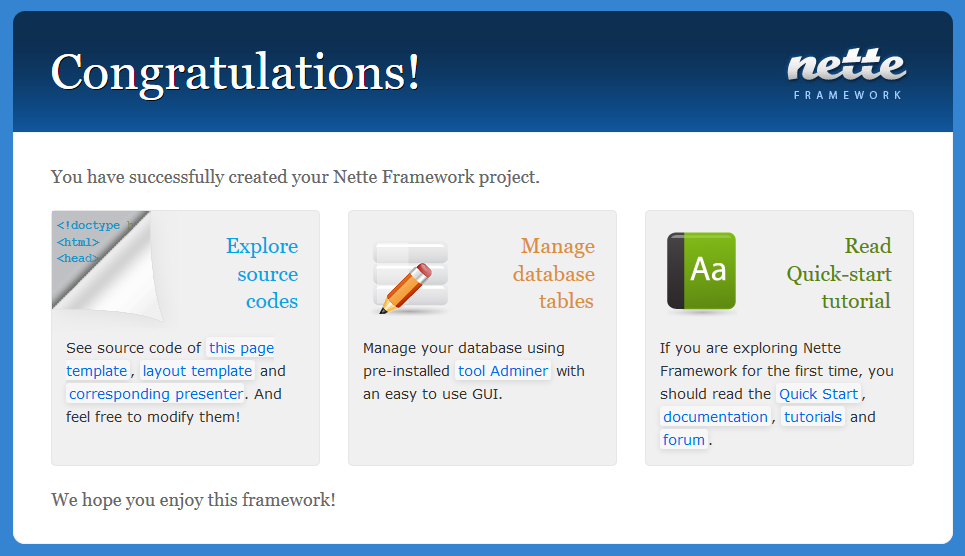 Congratulations!
nette
FRAMEWORK
You have successfully created your Nette Framework project.
<!doctype
<html>
<head>
Explore
source
codes
See source code of this page
template, layout template and
corresponding presenter. And
feel free to modify them!
Manage
database
tables
Manage your database using
pre-installed tool Adminer with
an easy to use GUI.
Aa
Read
Quick-start
tutorial
If you are exploring Nette
Framework for the first time, you
should read the Quick Start,
documentation, tutorials and
forum.
We hope you enjoy this framework!